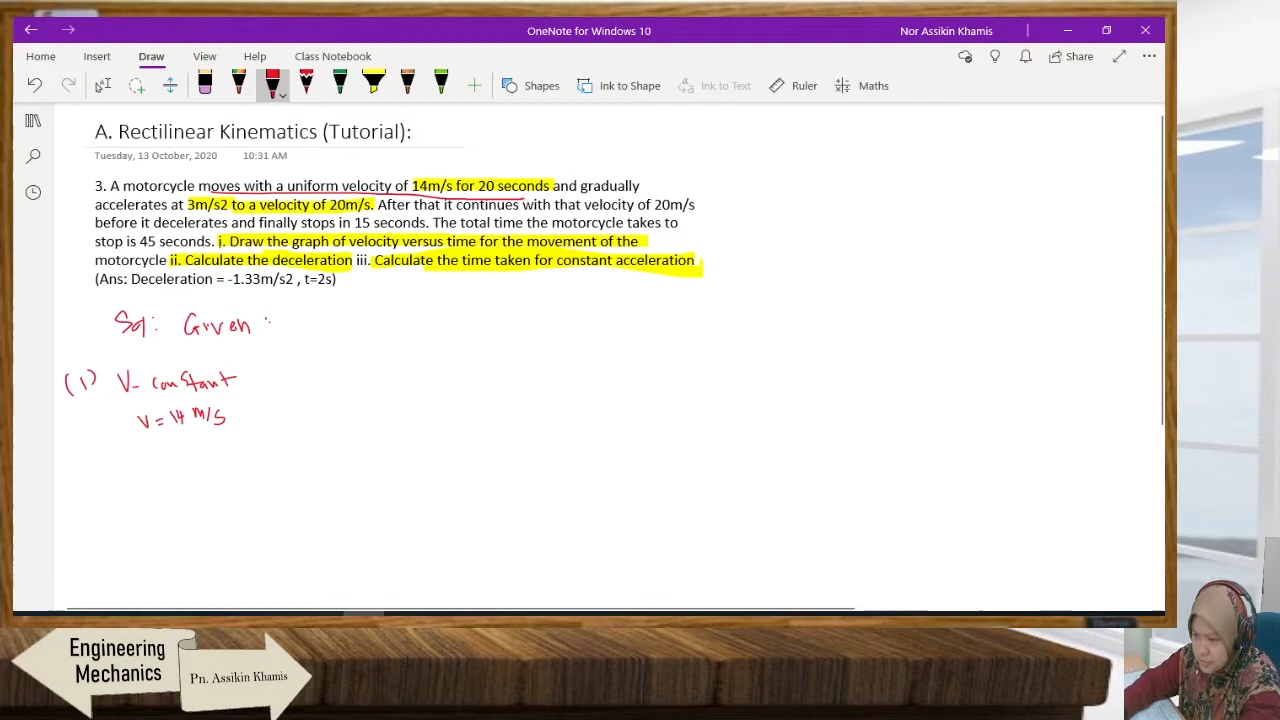 OneNote for Windows 10
Nor Assikin Khamis
Home Insert Draw View Help Class Notebook
Share
Shapes Ink to Shape Ink to Text Ruler Maths
A. Rectilinear Kinematics (Tutorial):
Tuesday, 13 October, 2020 10:31 AM
3. A motorcycle moves with a uniform velocity of 14m/s for 20 seconds and gradually
accelerates at 3m/s2 to a velocity of 20m/s. After that it continues with that velocity of 20m/s
before it decelerates and finally stops in 15 seconds. The total time the motorcycle takes to
stop is 45 seconds. i. Draw the graph of velocity versus time for the movement of the
motorcycle ii. Calculate the deceleration iii. Calculate the time taken for constant acceleration
(Ans: Deceleration = -1.33m/s2 , t=2s)
Given :
(1) V- constant
V = 14 m/s
Engineering
Mechanics
Pn. Assikin Khamis